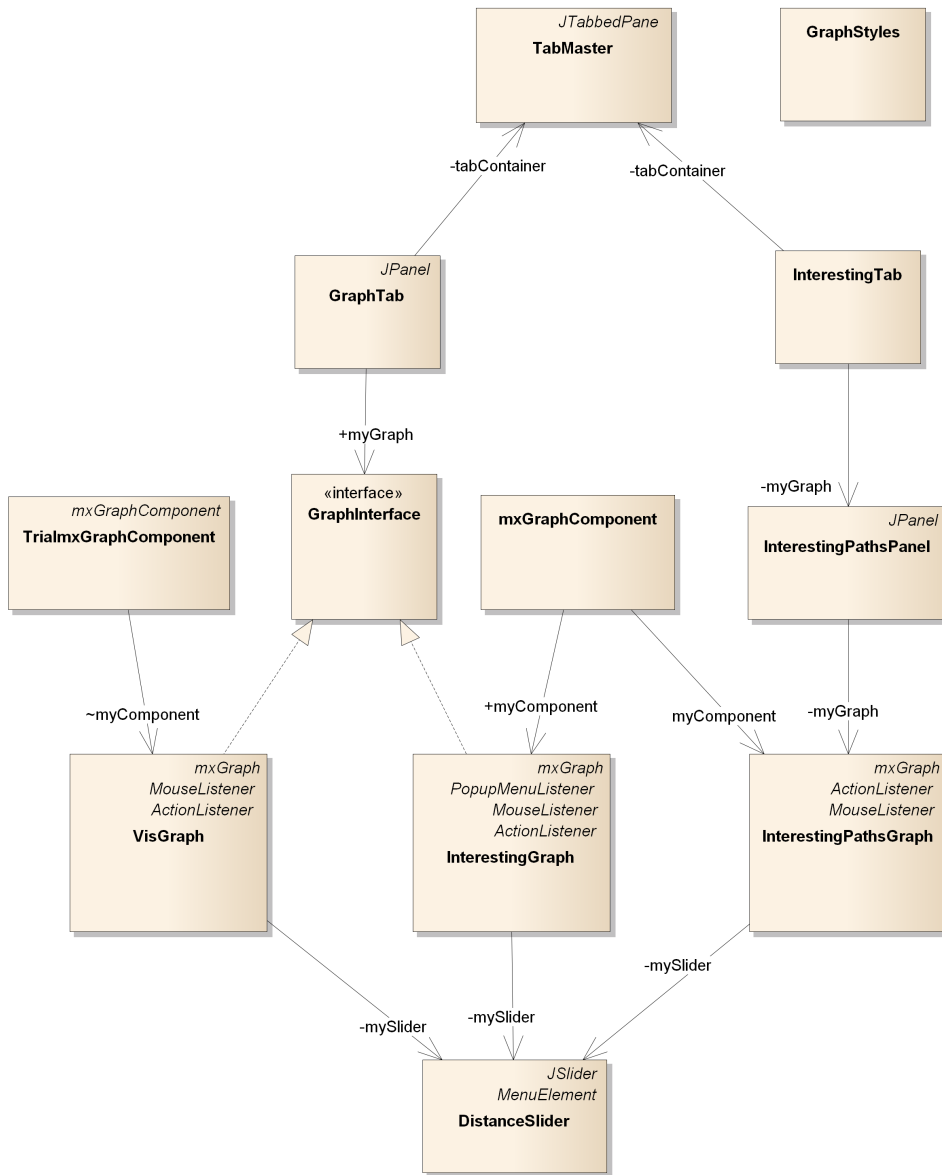 JTabbedPane
TabMaster
GraphStyles
-tabContainer
-tabContainer
JPanel
GraphTab
InterestingTab
+myGraph
-myGraph
«interface»
GraphInterface
mxGraphComponent
TrialmxGraphComponent
mxGraphComponent
JPanel
InterestingPathsPanel
~myComponent
+myComponent
myComponent
-myGraph
mxGraph
MouseListener
ActionListener
VisGraph
mxGraph
PopupMenuListener
MouseListener
ActionListener
InterestingGraph
mxGraph
ActionListener
MouseListener
InterestingPathsGraph
-mySlider
-mySlider
-mySlider
JSlider
MenuElement
DistanceSlider